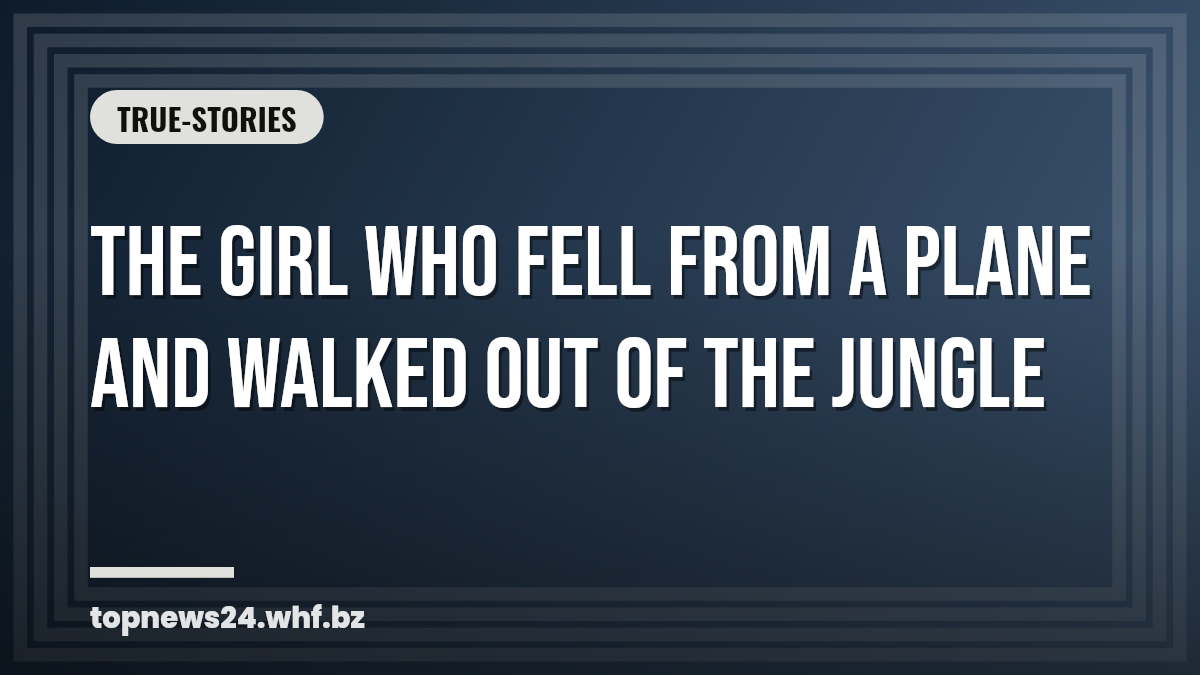 TRUE-STORIES
THE GIRL WHO FELL FROM A PLANE
AND WALKED OUT OF THE JUNGLE
topnews24.whf.bz